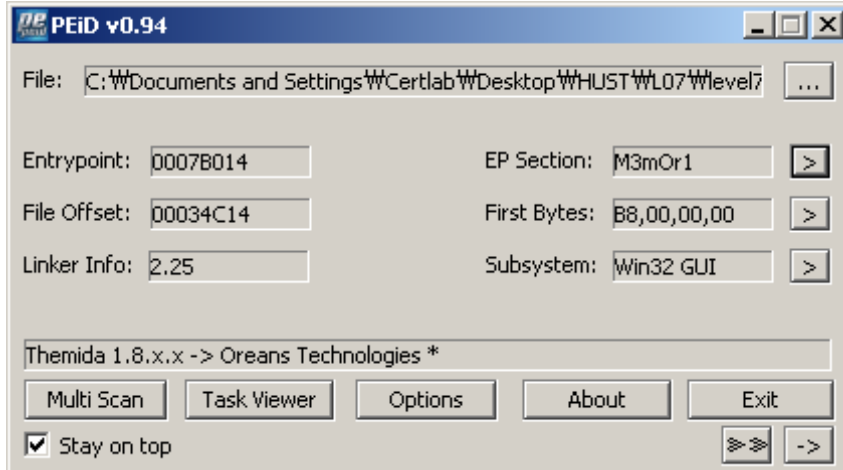 PEiD v0.94
File: C:₩Documents and Settings₩Certlab₩Desktop₩HUST₩L07₩level7 ...
Entrypoint: 0007B014 EP Section: M3mOr1 >
File Offset: 00034C14 First Bytes: B8,00,00,00 >
Linker Info: 2.25 Subsystem: Win32 GUI >
Themida 1.8.x.x -> Oreans Technologies *
Multi Scan Task Viewer Options About Exit
Stay on top ->